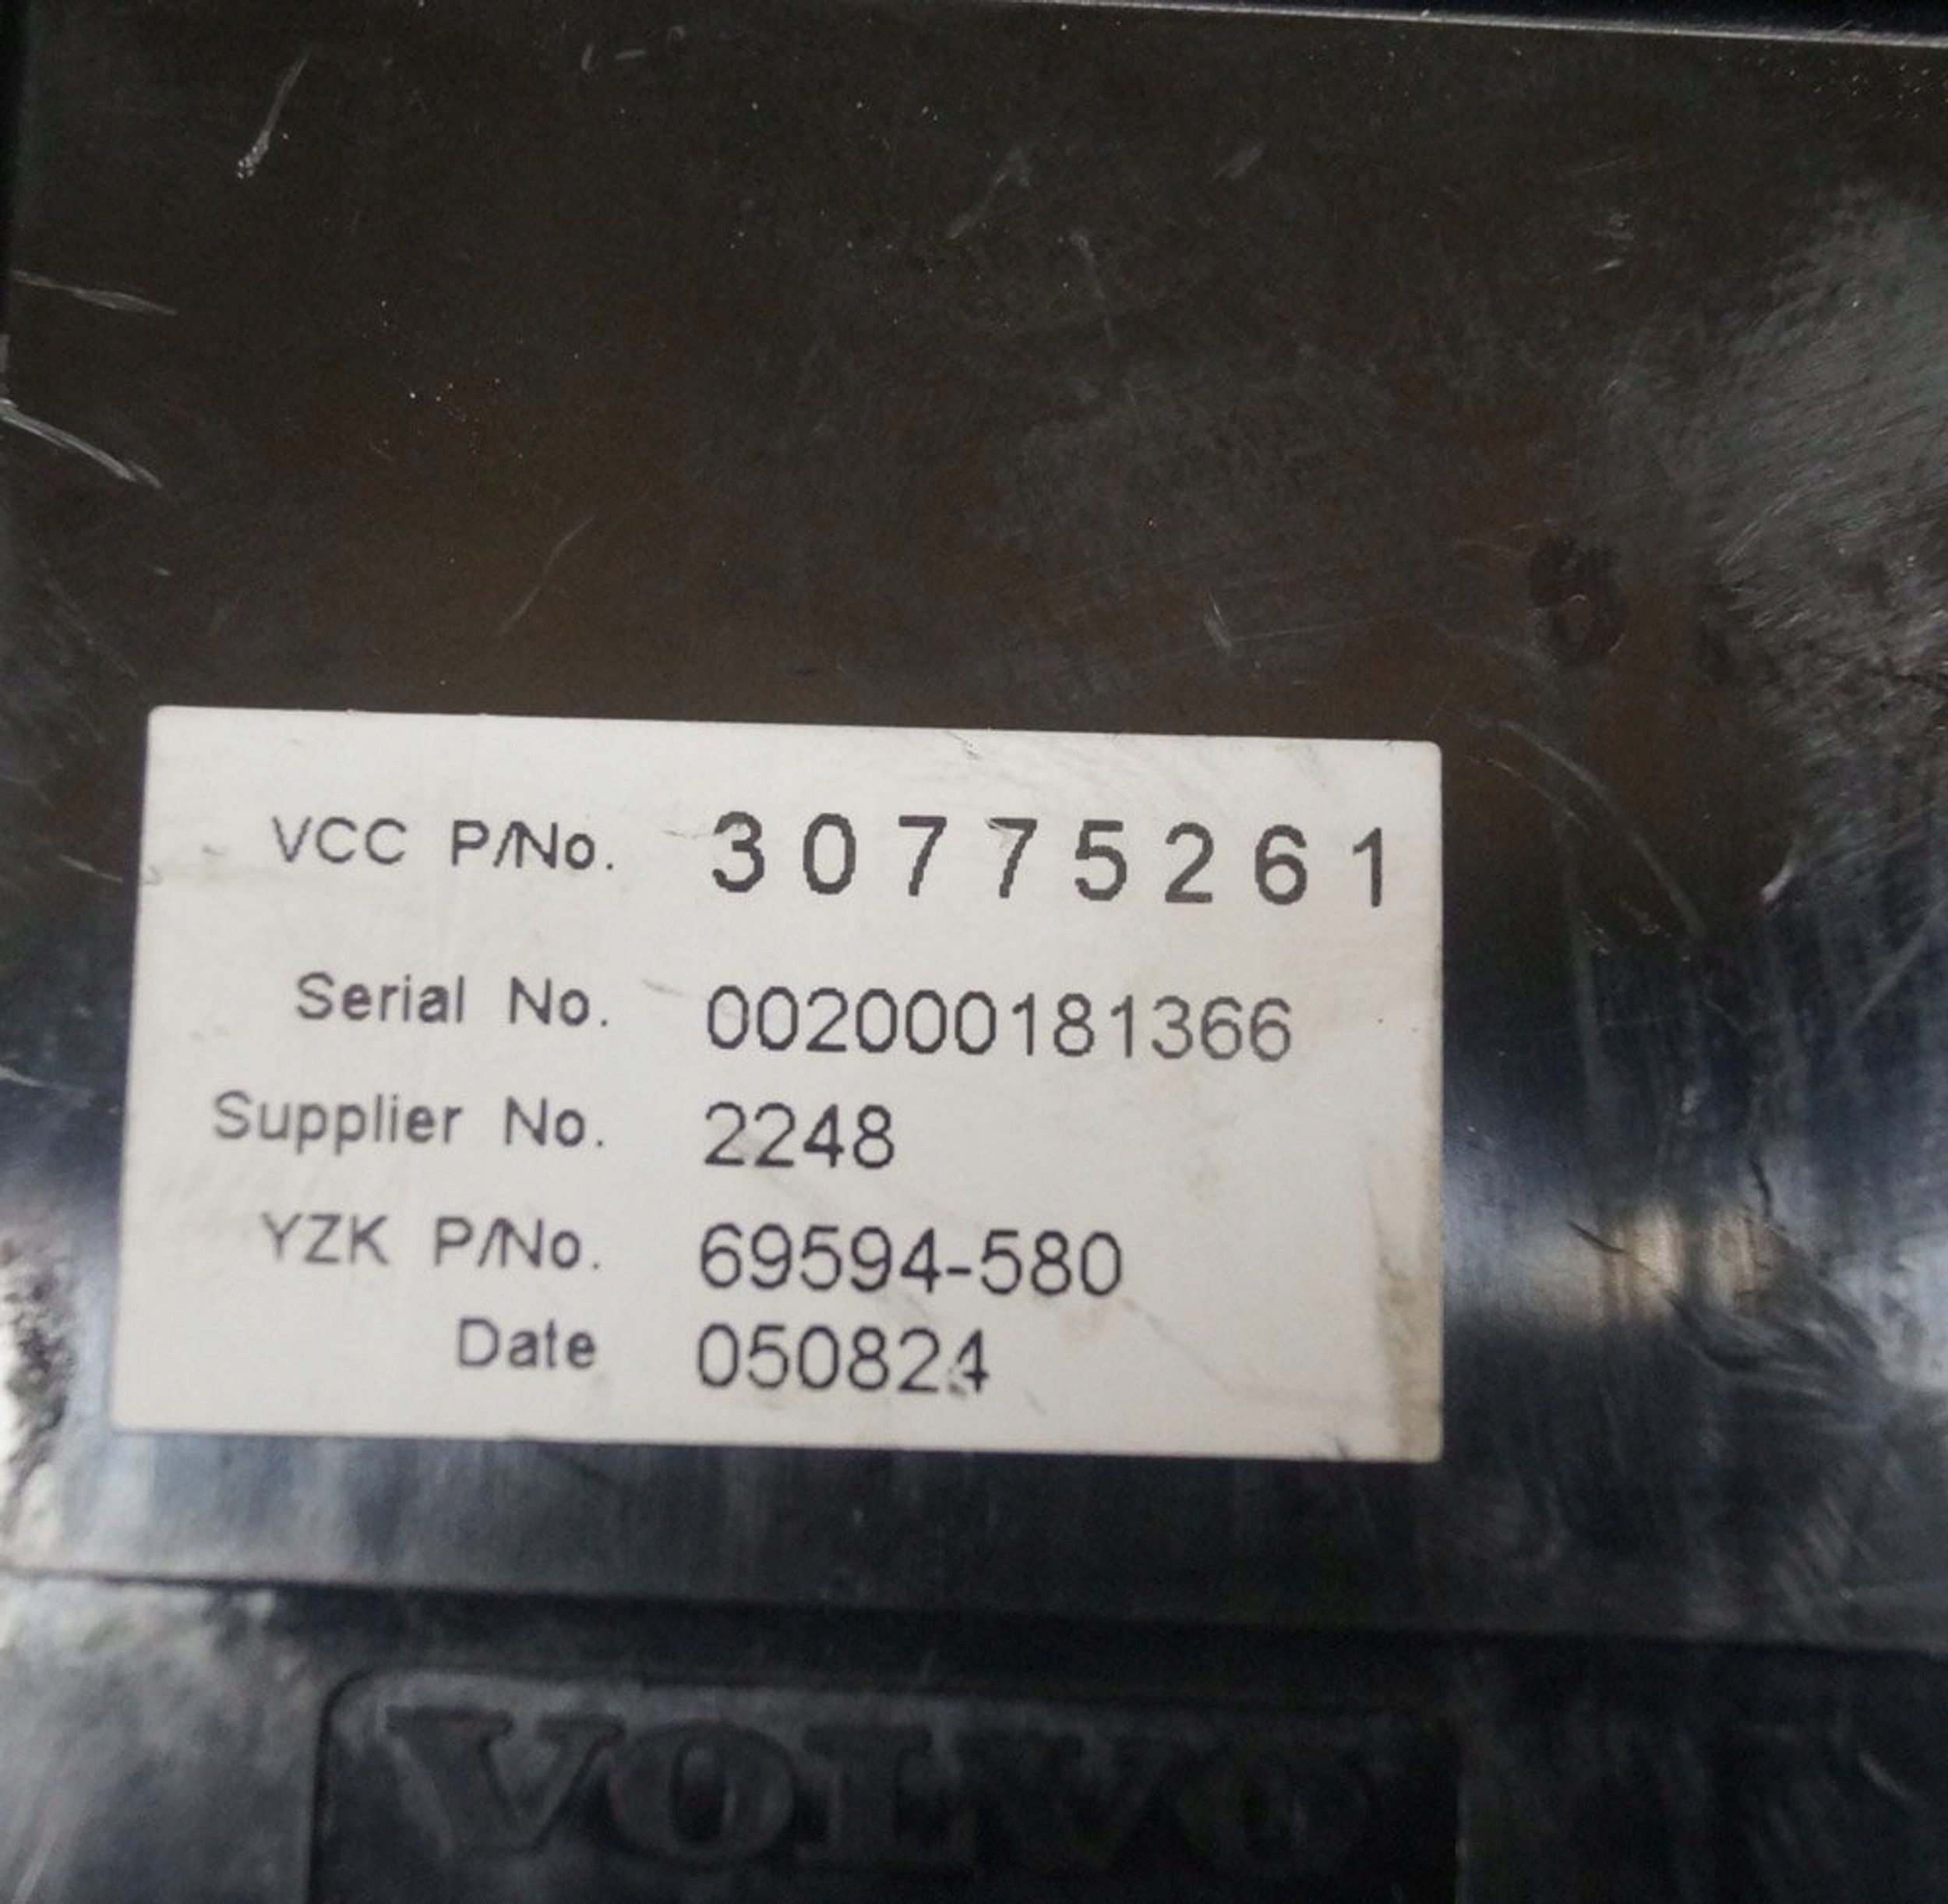 VCC P/No. 30775261
Serial No. 002000181366
Supplier No. 2248
YZK P/No. 69594-580
Date 050824
VOLVO